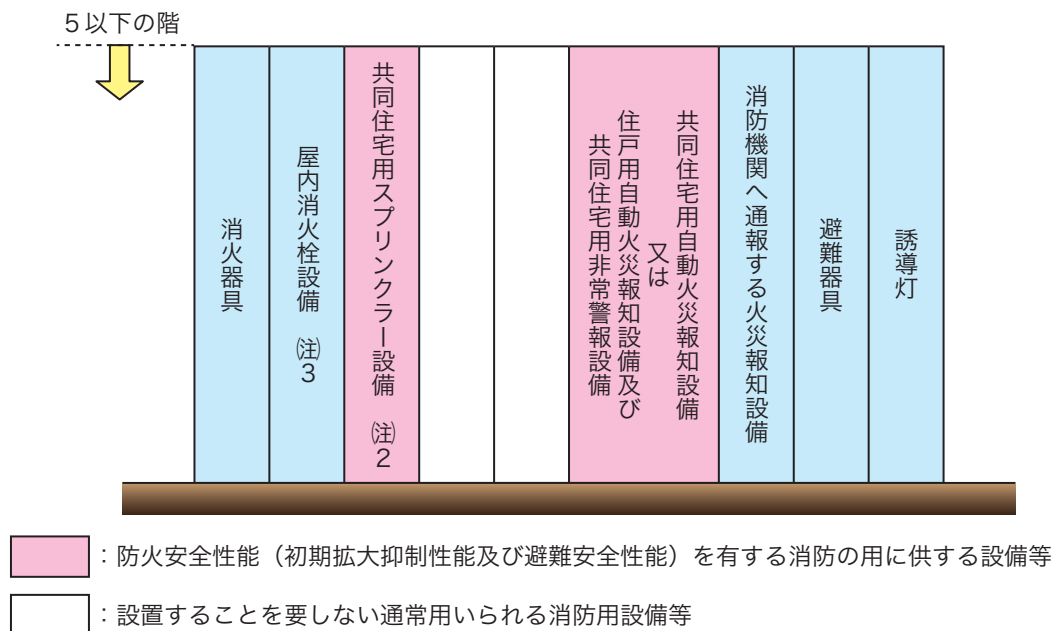 5以下の階
消火器具
屋内消火栓設備 ㈟3
共同住宅用スプリンクラー設備 ㈟2
共同住宅用自動火災報知設備
又は
住戸用自動火災報知設備及び
共同住宅用非常警報設備
消防機関へ通報する火災報知設備
避難器具
誘導灯
：防火安全性能（初期拡大抑制性能及び避難安全性能）を有する消防の用に供する設備等
：設置することを要しない通常用いられる消防用設備等